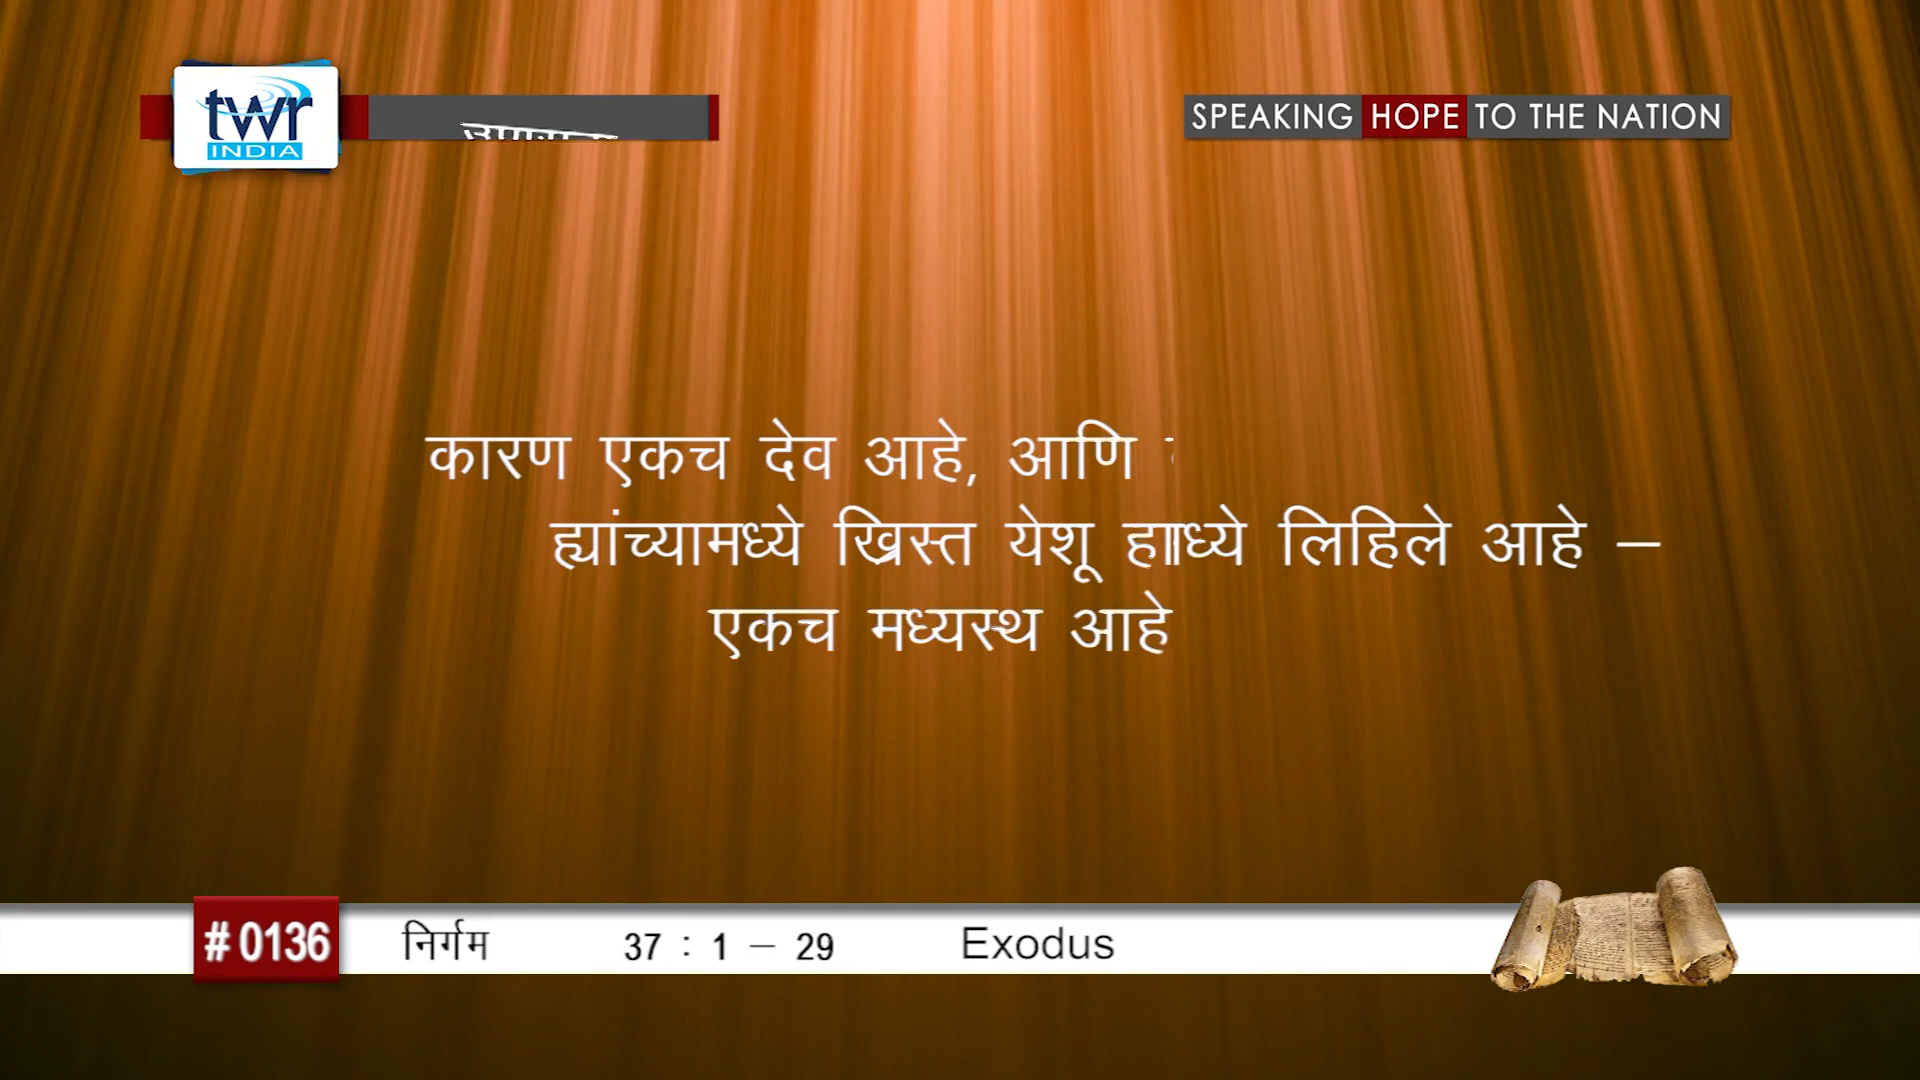 twr
INDIA
SPEAKING HOPE TO THE NATION
कारण एकच देव आहे, आणि
ह्यांच्यामध्ये ख्रिस्त येशू लिहिले आहे –
एकच मध्यस्थ आहे
# 0136
निर्गम 37 : 1 – 29 Exodus